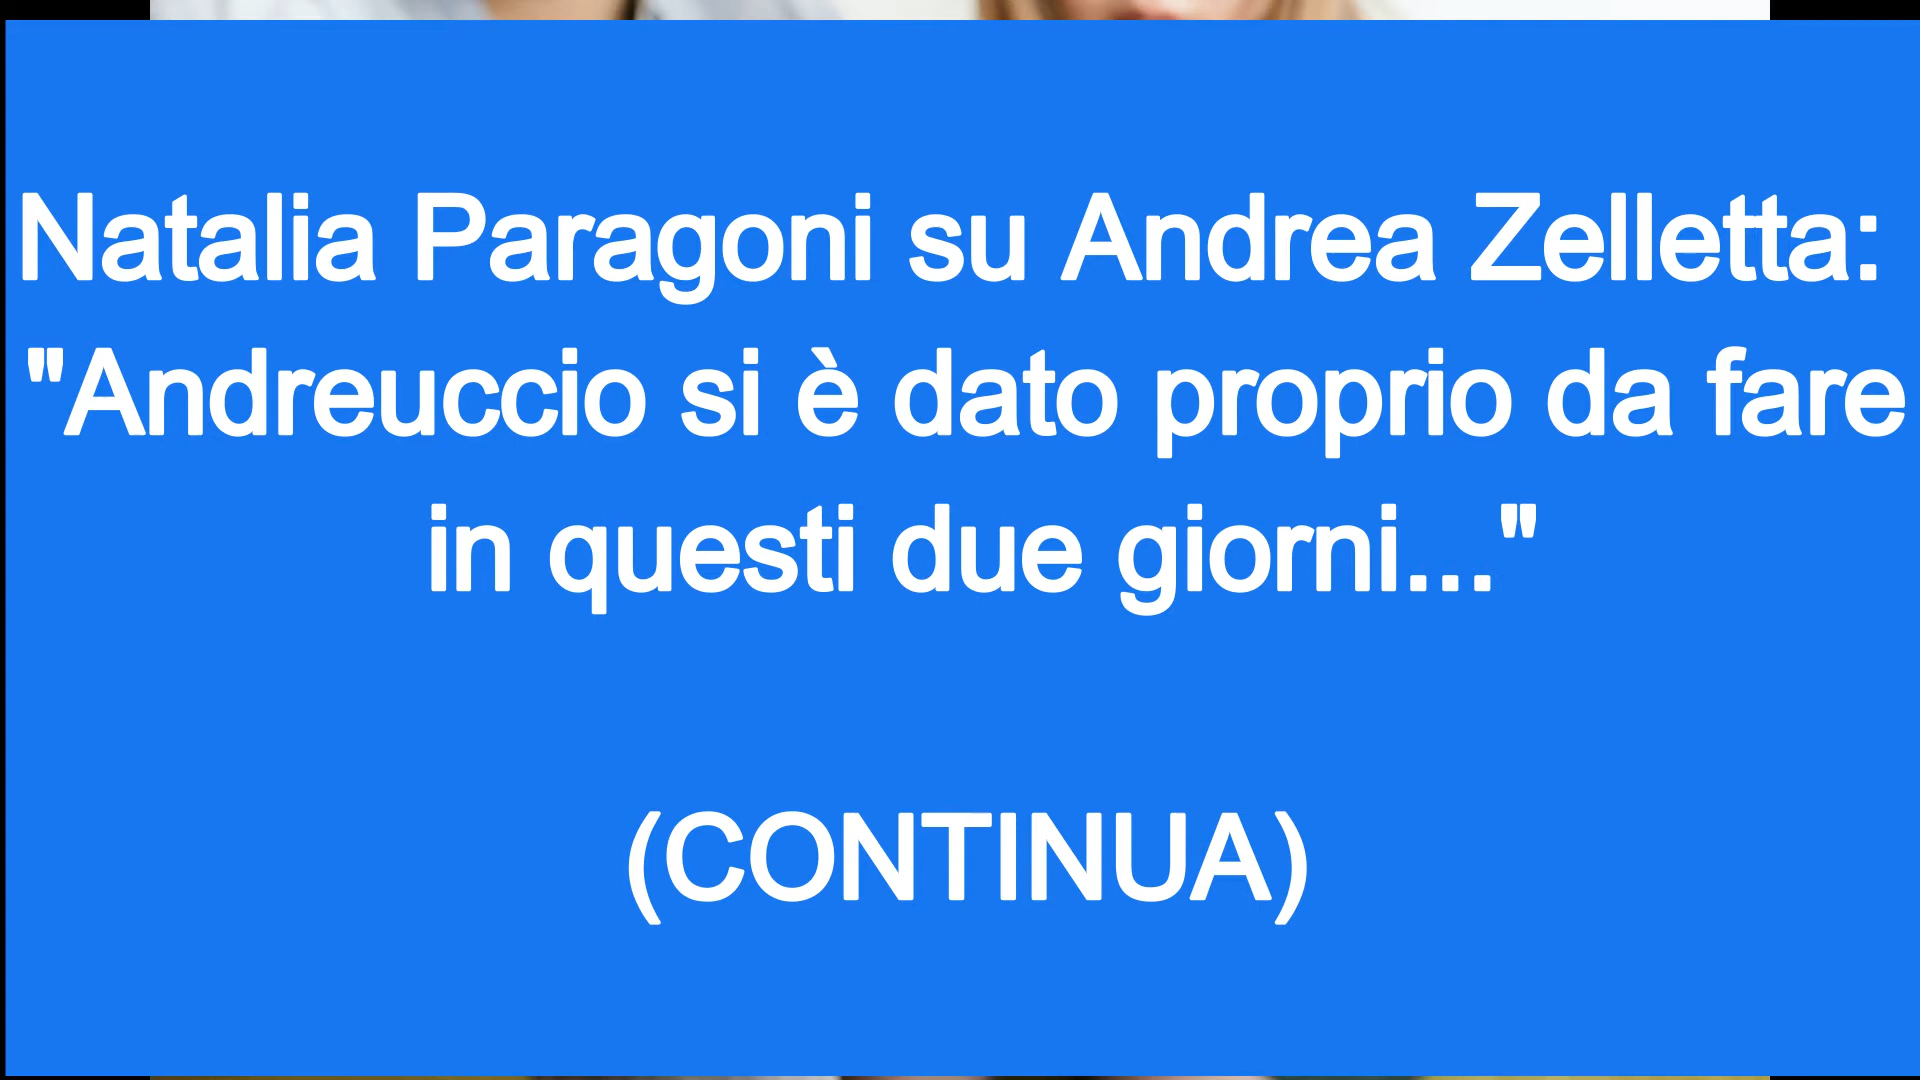 Natalia Paragoni su Andrea Zelletta:
"Andreuccio si è dato proprio da fare
in questi due giorni..."
(CONTINUA)